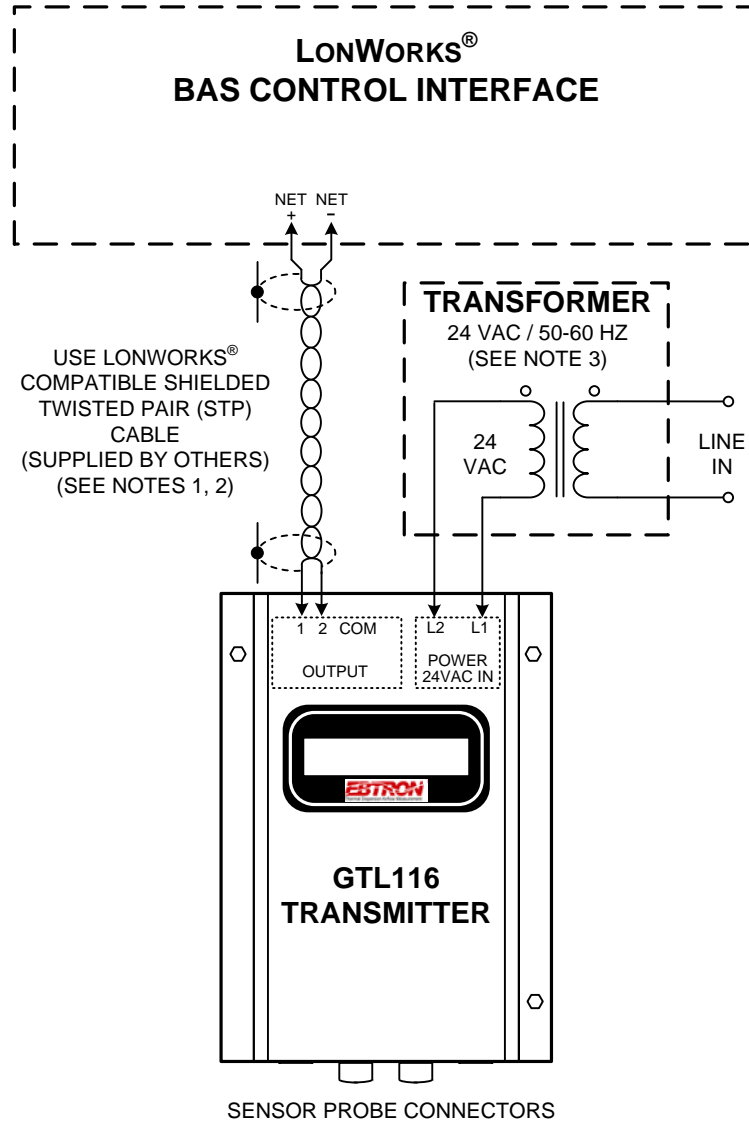 LONWORKS®
BAS CONTROL INTERFACE
NET NET
+ -
TRANSFORMER
24 VAC / 50-60 HZ
(SEE NOTE 3)
24
VAC
LINE
IN
USE LONWORKS®
COMPATIBLE SHIELDED
TWISTED PAIR (STP)
CABLE
(SUPPLIED BY OTHERS)
(SEE NOTES 1, 2)
1 2 COM
OUTPUT
L2 L1
POWER
24VAC IN
EBTRON
GTL116
TRANSMITTER
SENSOR PROBE CONNECTORS